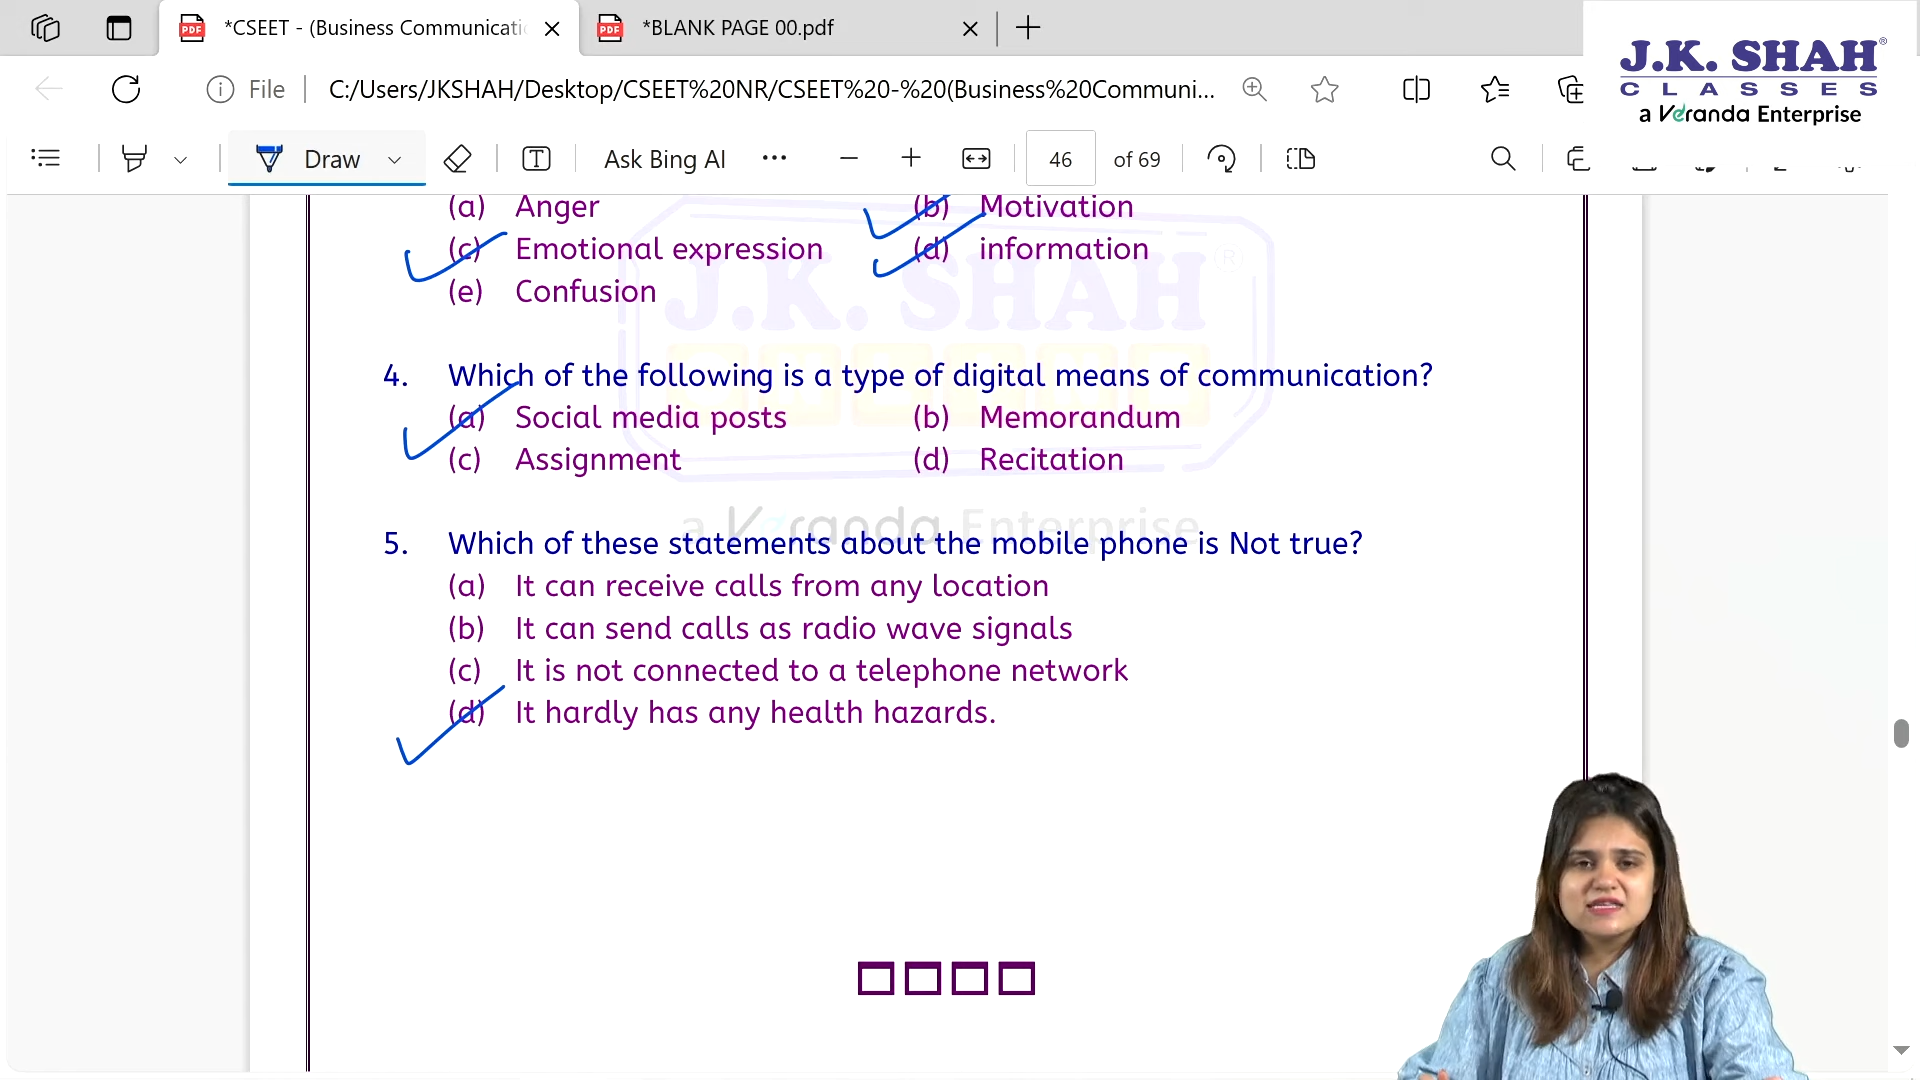 *CSEET - (Business Communicati
*BLANK PAGE 00.pdf
J.K. SHAH®
CLASSES
a Veranda Enterprise
File
C:/Users/JKSHAH/Desktop/CSEET%20NR/CSEET%20-%20(Business%20Communi...
Draw
Ask Bing AI
46
of 69
(a) Anger (b) Motivation
(c) Emotional expression (d) information
(e) Confusion
4. Which of the following is a type of digital means of communication?
(a) Social media posts (b) Memorandum
(c) Assignment (d) Recitation
5. Which of these statements about the mobile phone is Not true?
(a) It can receive calls from any location
(b) It can send calls as radio wave signals
(c) It is not connected to a telephone network
(d) It hardly has any health hazards.
J.K. SHAH®
a Veranda Enterprise